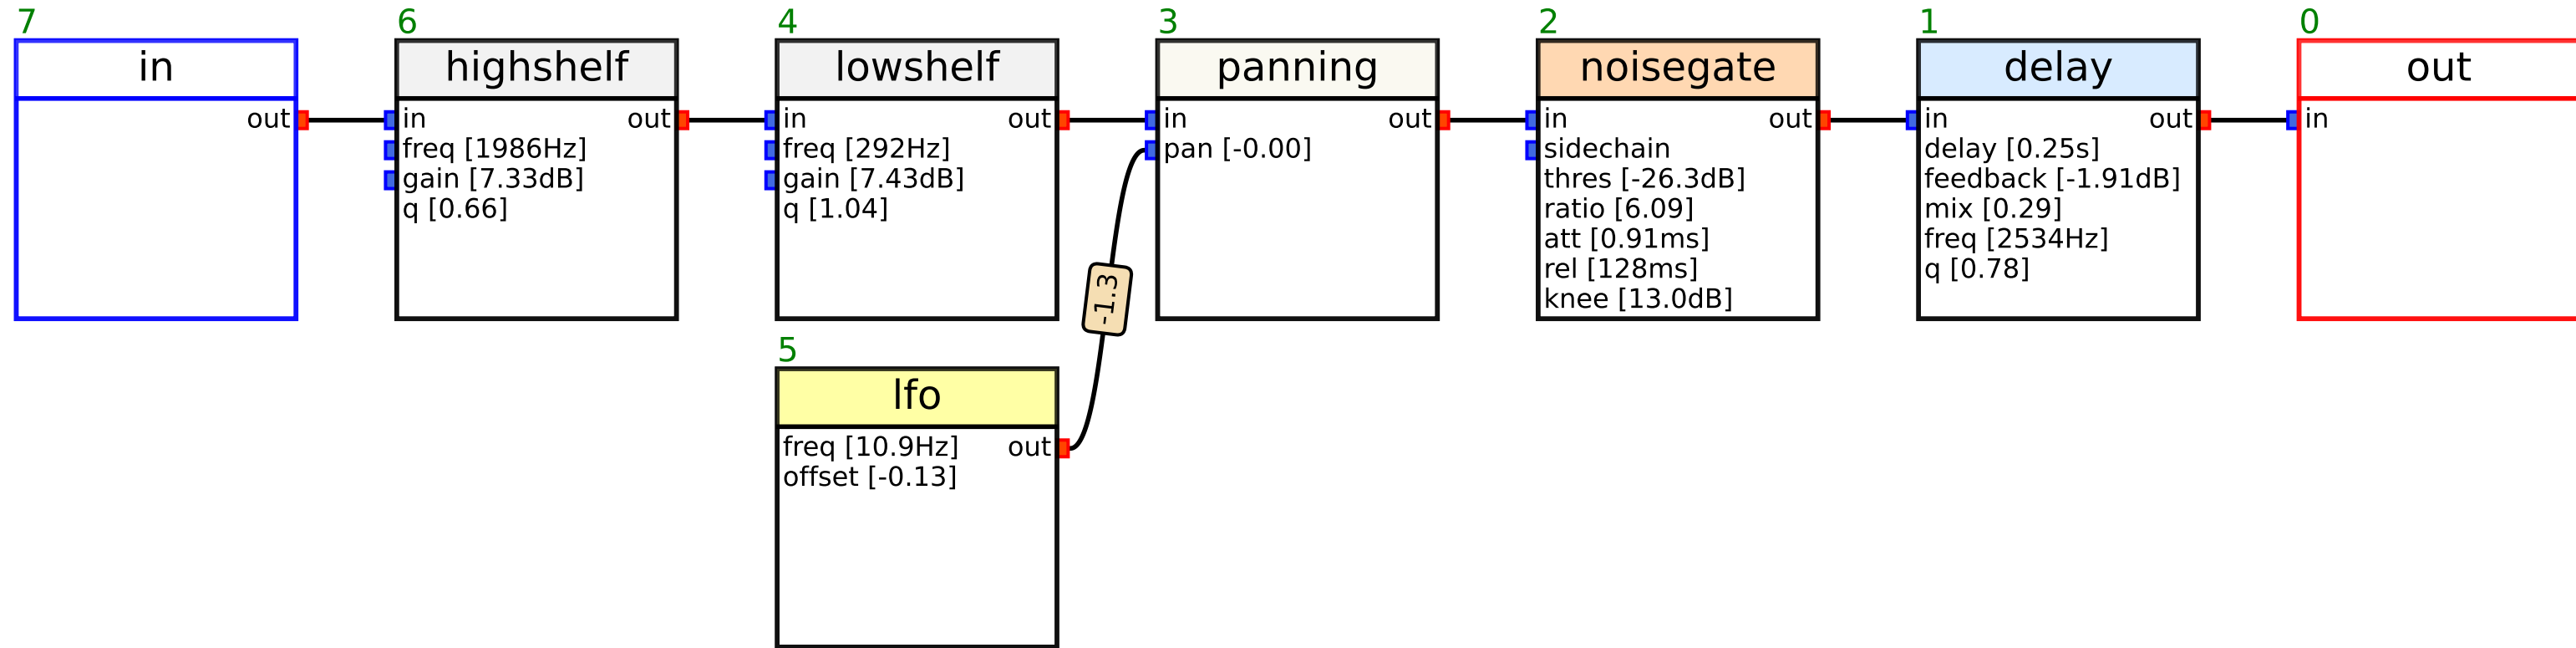 7
in
out
6
highshelf
in
out
freq [1986Hz]
gain [7.33dB]
q [0.66]
4
lowshelf
in
out
freq [292Hz]
gain [7.43dB]
q [1.04]
3
panning
in
out
pan [-0.00]
2
noisegate
in
out
sidechain
thres [-26.3dB]
ratio [6.09]
att [0.91ms]
rel [128ms]
knee [13.0dB]
1
delay
in
out
delay [0.25s]
feedback [-1.91dB]
mix [0.29]
freq [2534Hz]
q [0.78]
0
out
in
-1.3
5
lfo
freq [10.9Hz]
out
offset [-0.13]